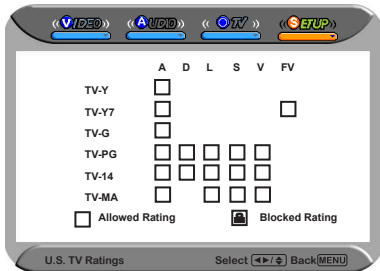 VIDEO AUDIO TV SETUP
A D L S V FV
TV-Y
TV-Y7
TV-G
TV-PG
TV-14
TV-MA
Allowed Rating Blocked Rating
U.S. TV Ratings Select ◄►/▲▼ Back MENU